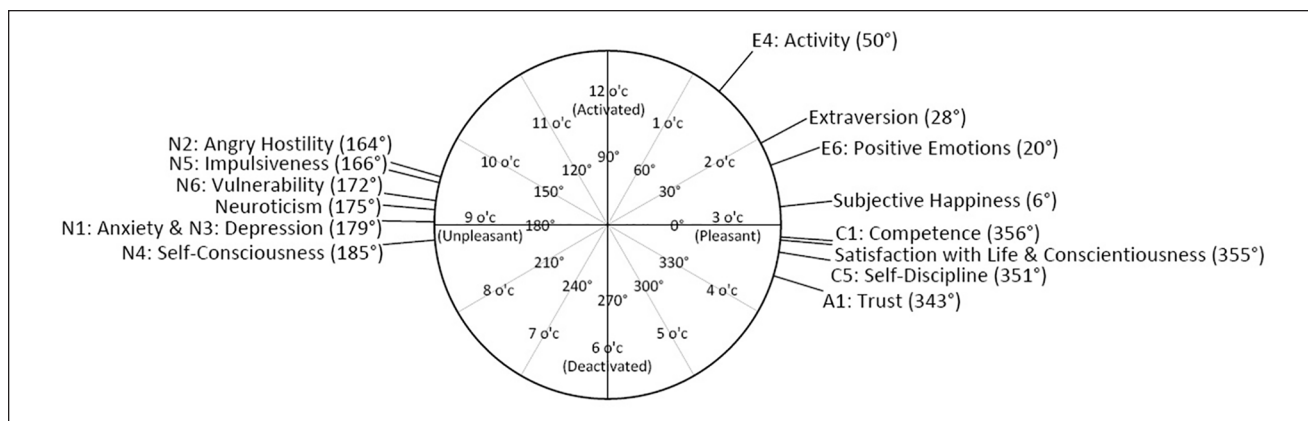 E4: Activity (50°)
Extraversion (28°)
E6: Positive Emotions (20°)
Subjective Happiness (6°)
C1: Competence (356°)
Satisfaction with Life & Conscientiousness (355°)
C5: Self-Discipline (351°)
A1: Trust (343°)
N2: Angry Hostility (164°)
N5: Impulsiveness (166°)
N6: Vulnerability (172°)
Neuroticism (175°)
N1: Anxiety & N3: Depression (179°)
N4: Self-Consciousness (185°)
12 o'c
(Activated)
11 o'c
1 o'c
10 o'c
2 o'c
90°
120°
60°
150°
30°
9 o'c
(Unpleasant)
180°
0°
3 o'c
(Pleasant)
210°
330°
240°
300°
270°
8 o'c
4 o'c
7 o'c
5 o'c
6 o'c
(Deactivated)